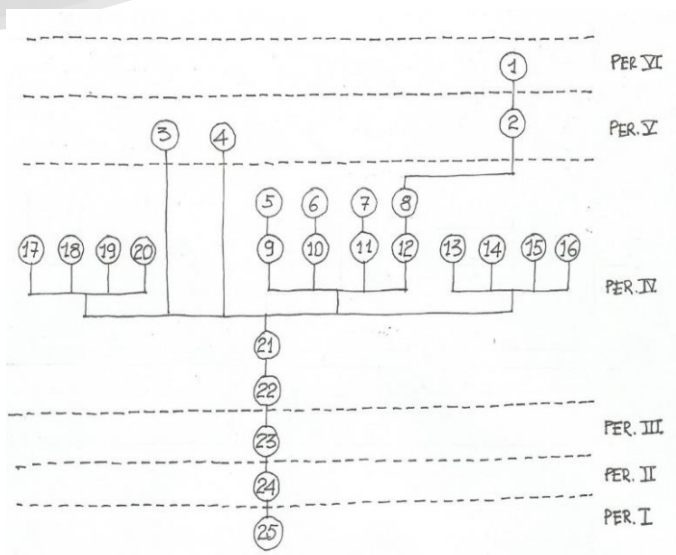 1
PER VI
3 4 2
PER. V
5 6 7 8
17 18 19 20 9 10 11 12 13 14 15 16
PER. IV
21
22
23
PER. III
24
PER. II
25
PER. I